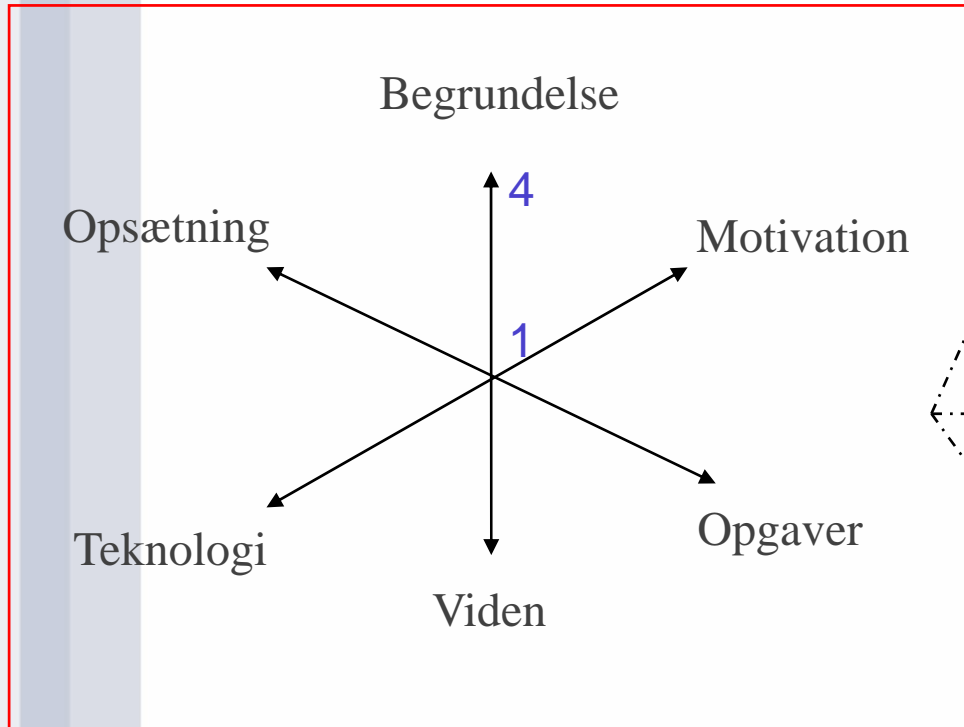 Begrundelse
4
Opsætning
Motivation
1
Teknologi
Opgaver
Viden